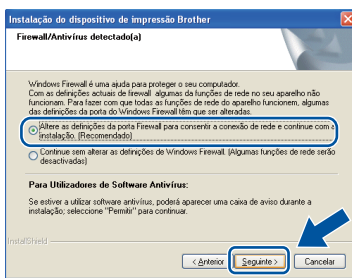 Instalação do dispositivo de impressão Brother
Firewall/Antivírus detectado(a)
Windows Firewall é uma ajuda para proteger o seu computador.
Com as definições actuais de firewall algumas da funções de rede no seu aparelho não
funcionam. Para fazer com que todas as funções de rede do aparelho funcionem, algumas
das definições da porta do Windows Firewall têm que ser alteradas.
Altere as definições da porta Firewall para consentir a conexão de rede e continue com a
instalação. (Recomendado)
Continue sem alterar as definições de Windows Firewall. (Algumas funções de rede serão
desactivadas)
Para Utilizadores de Software Antivírus:
Se estiver a utilizar software antivírus, poderá aparecer uma caixa de aviso durante a
instalação; seleccione "Permitir" para continuar.
InstallShield
< Anterior Seguinte > Cancelar